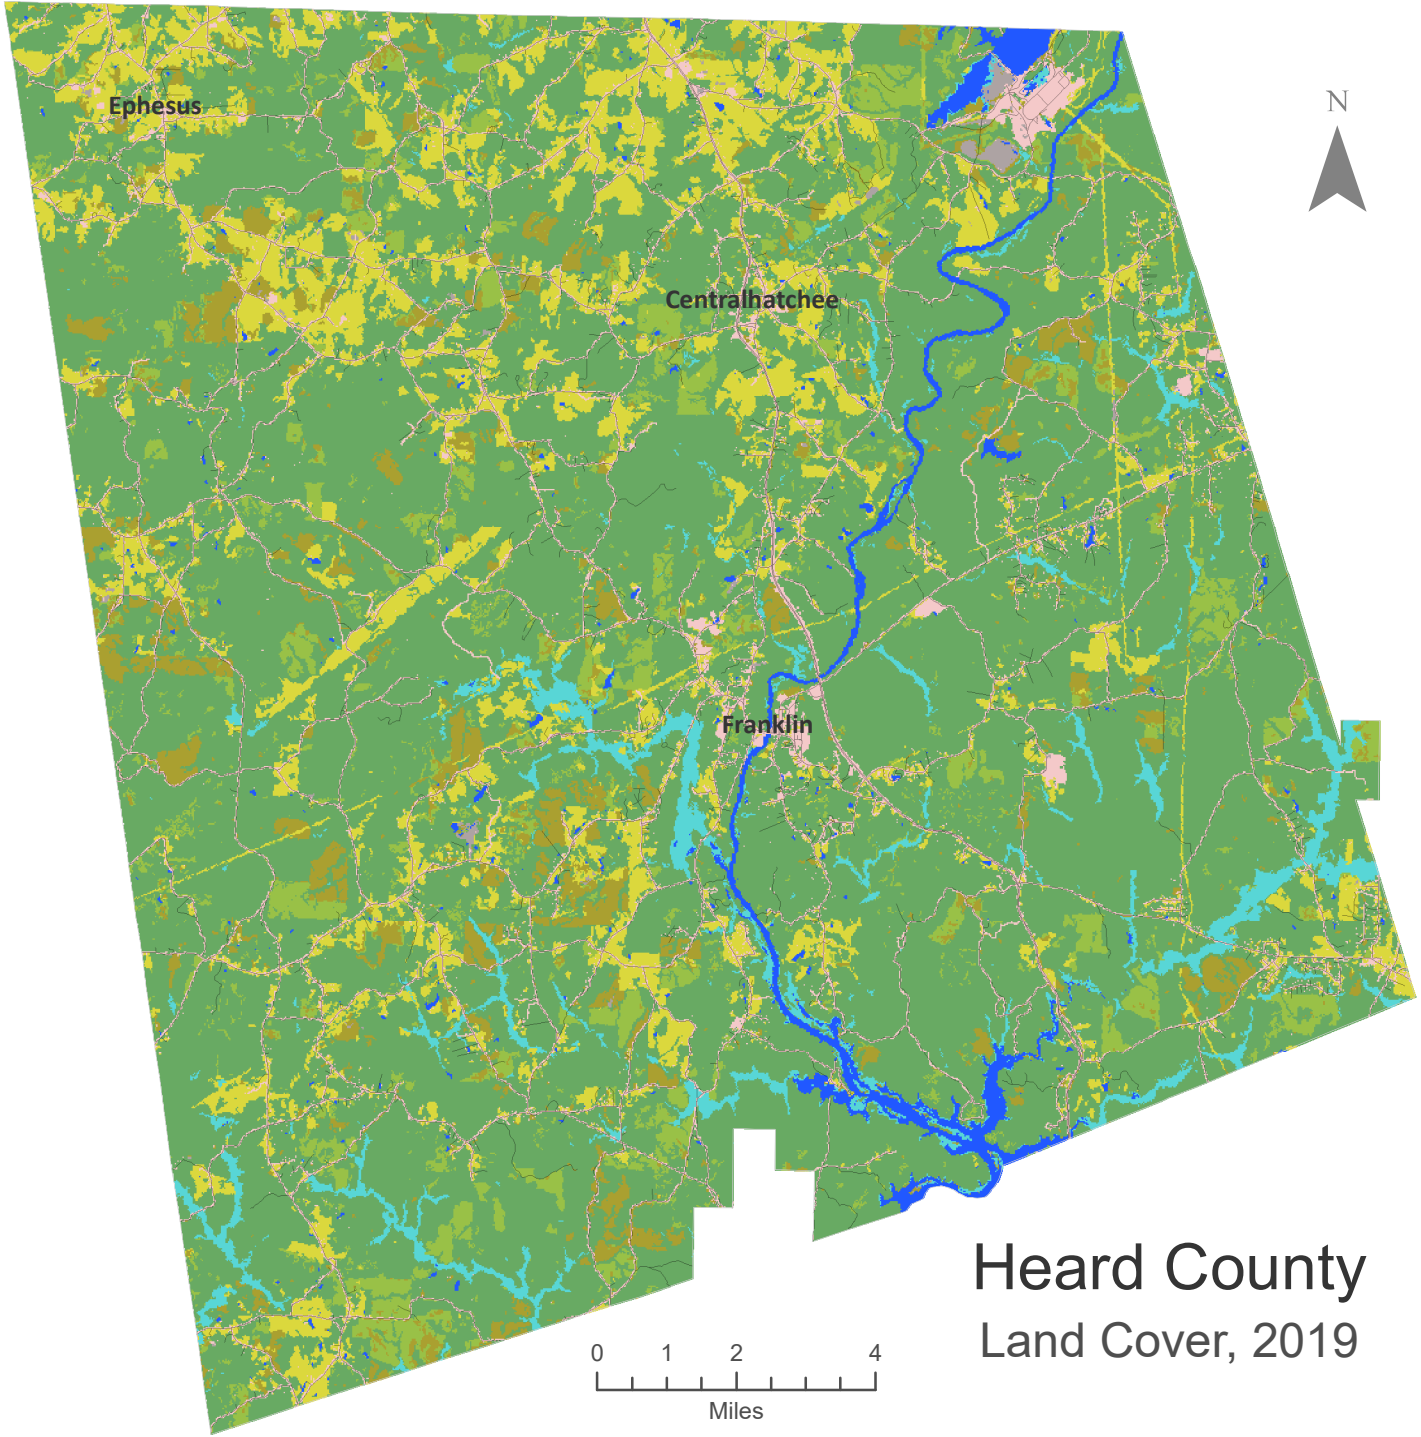 Ephesus
N
Centralhatchee
Franklin
Heard County
Land Cover, 2019
0 1 2 4
Miles